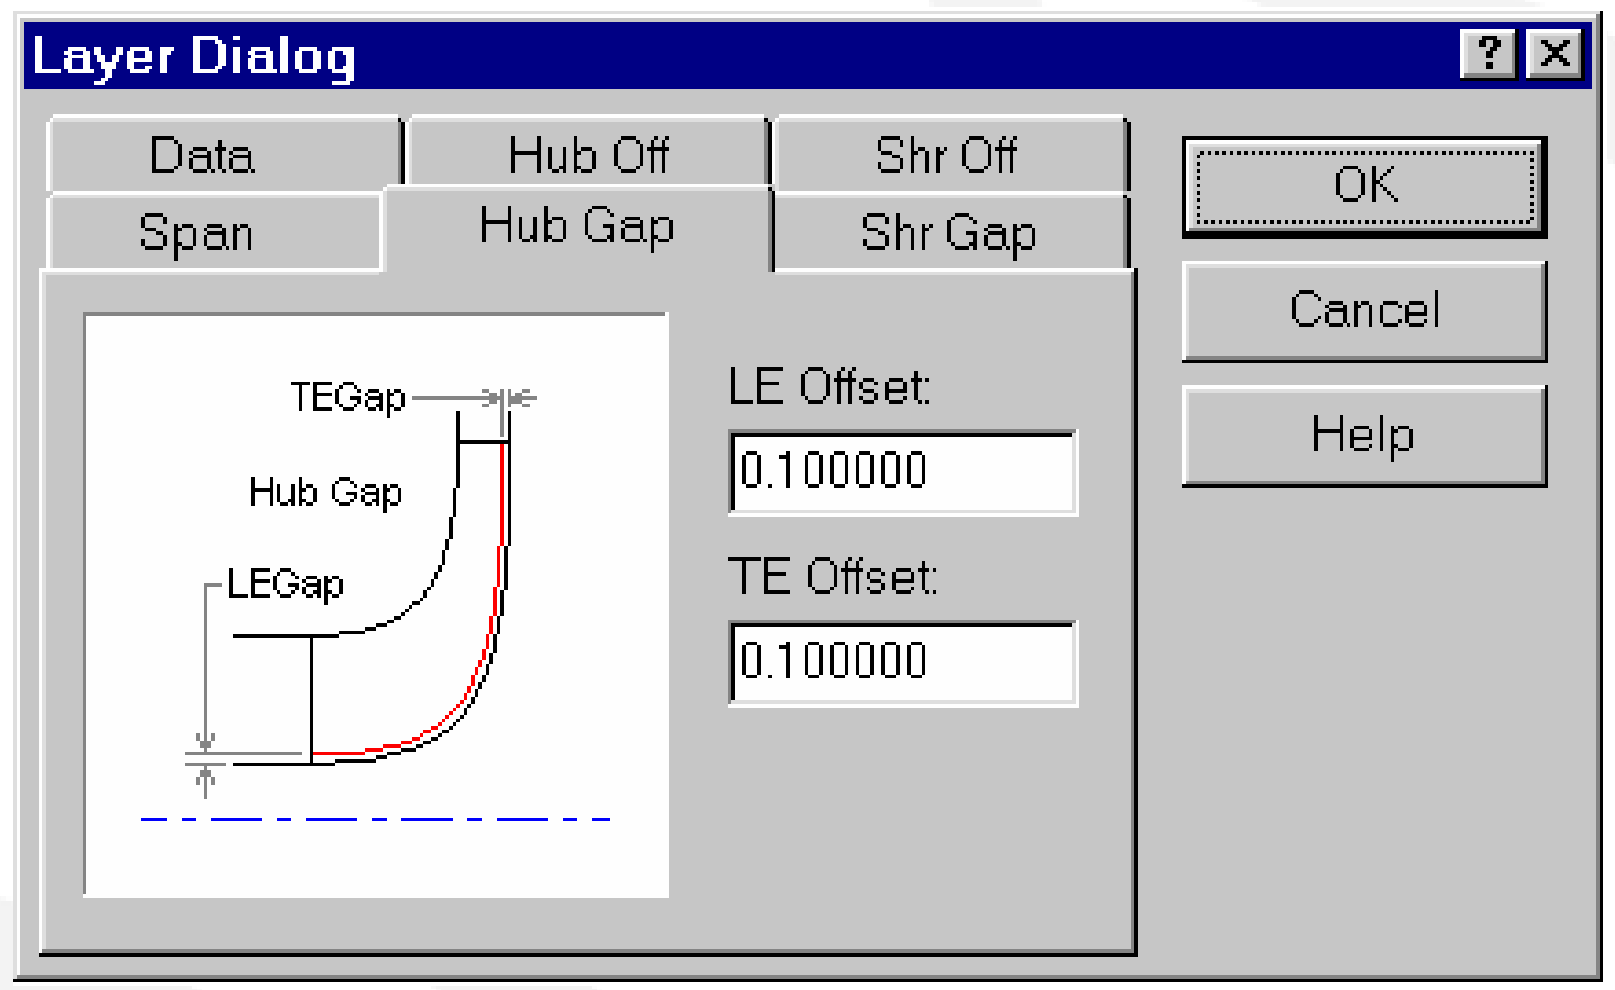 Layer Dialog
Data Hub Off Shr Off
Span Hub Gap Shr Gap
OK
Cancel
Help
TEGap
Hub Gap
LEGap
LE Offset:
0.100000
TE Offset:
0.100000